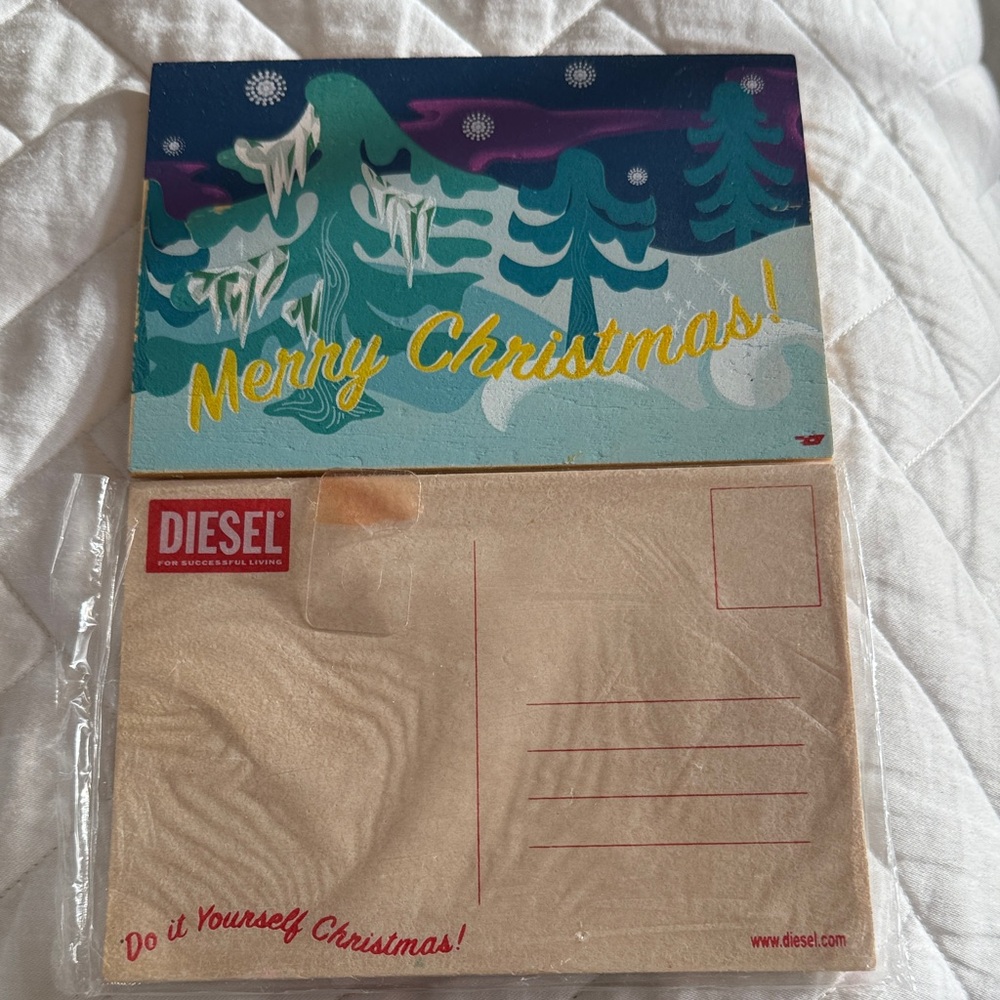 Merry Christmas!
DIESEL®
FOR SUCCESSFUL LIVING
Do it Yourself Christmas!
www.diesel.com